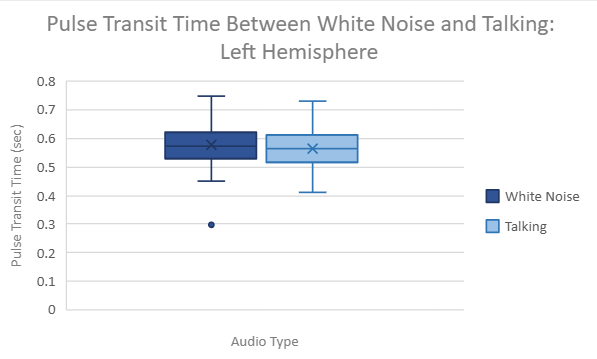 Pulse Transit Time Between White Noise and Talking:
Left Hemisphere
0.8
0.7
0.6
0.5
0.4
0.3
0.2
0.1
0
Pulse Transit Time (sec)
Audio Type
White Noise
Talking